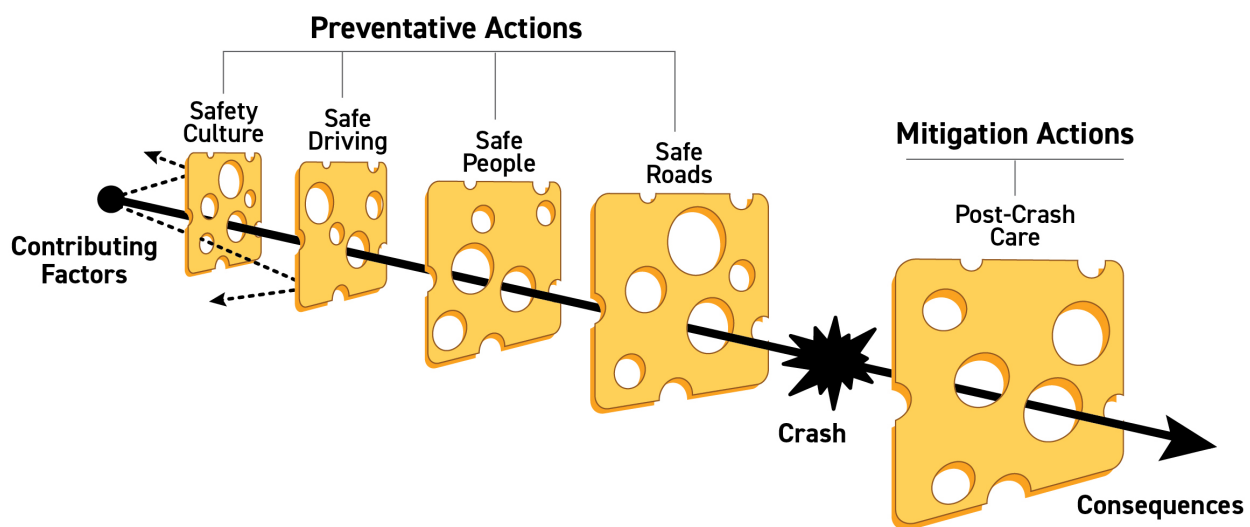 Preventative Actions
Safety
Culture
Safe
Driving
Safe
People
Safe
Roads
Mitigation Actions
Post-Crash
Care
Contributing
Factors
Crash
Consequences